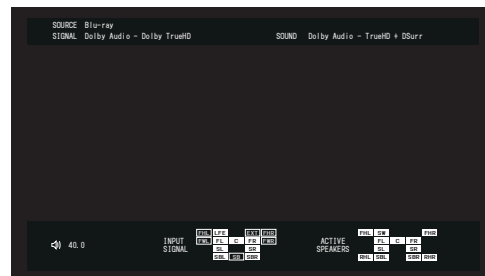 SOURCE Blu-ray
SIGNAL Dolby Audio - Dolby TrueHD SOUND Dolby Audio - TrueHD + DSurr
FHL LFE EXT FHR FHL SW FHR
40.0 INPUT SIGNAL FWL FL C FR FWR ACTIVE SPEAKERS FL C FR
SL SR SL SR
SBL SB SBR RHL SBL SBR RHR